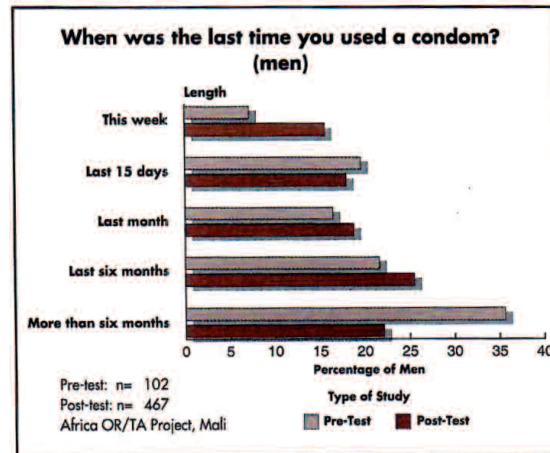 When was the last time you used a condom?
(men)
Length
This week
Last 15 days
Last month
Last six months
More than six months
0 5 10 15 20 25 30 35 40
Percentage of Men
Pre-test: n= 102
Post-test: n= 467
Africa OR/TA Project, Mali
Type of Study
Pre-Test Post-Test